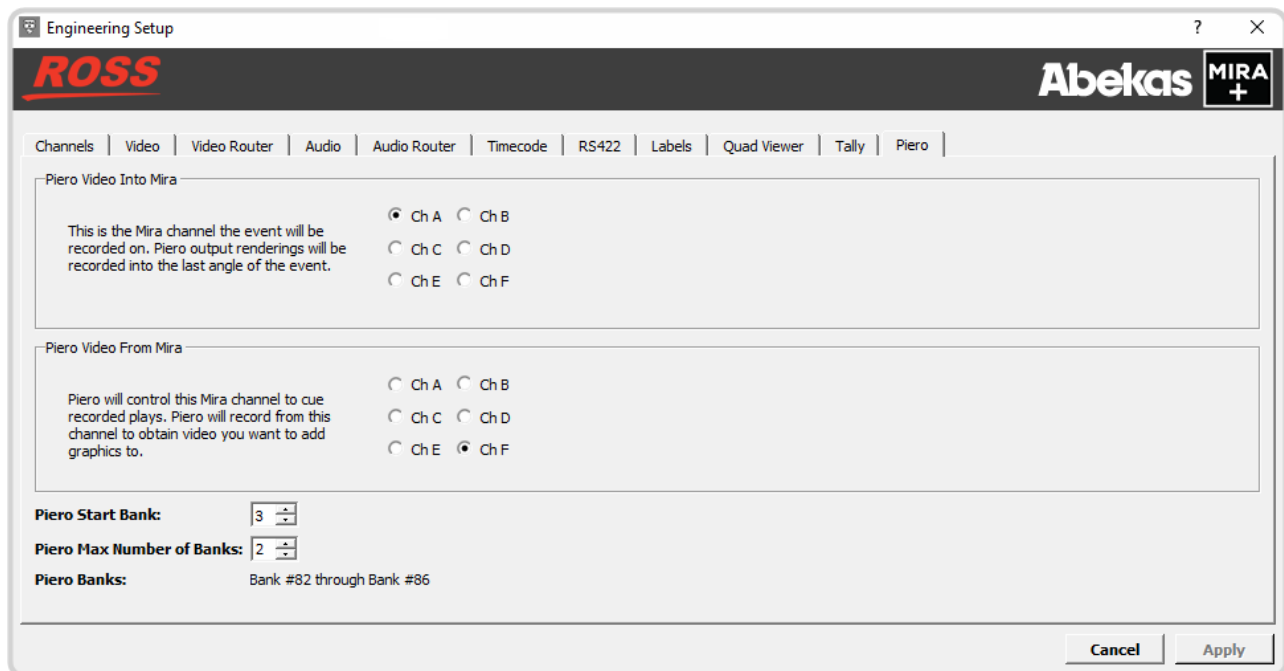 Engineering Setup
?
ROSS
Abekas MIRA +
Channels Video Video Router Audio Audio Router Timecode RS422 Labels Quad Viewer Tally Piero
Piero Video Into Mira
This is the Mira channel the event will be
recorded on. Piero output renderings will be
recorded into the last angle of the event.
Ch A Ch B
Ch C Ch D
Ch E Ch F
Piero Video From Mira
Piero will control this Mira channel to cue
recorded plays. Piero will record from this
channel to obtain video you want to add
graphics to.
Ch A Ch B
Ch C Ch D
Ch E Ch F
Piero Start Bank: 3
Piero Max Number of Banks: 2
Piero Banks: Bank #82 through Bank #86
Cancel Apply